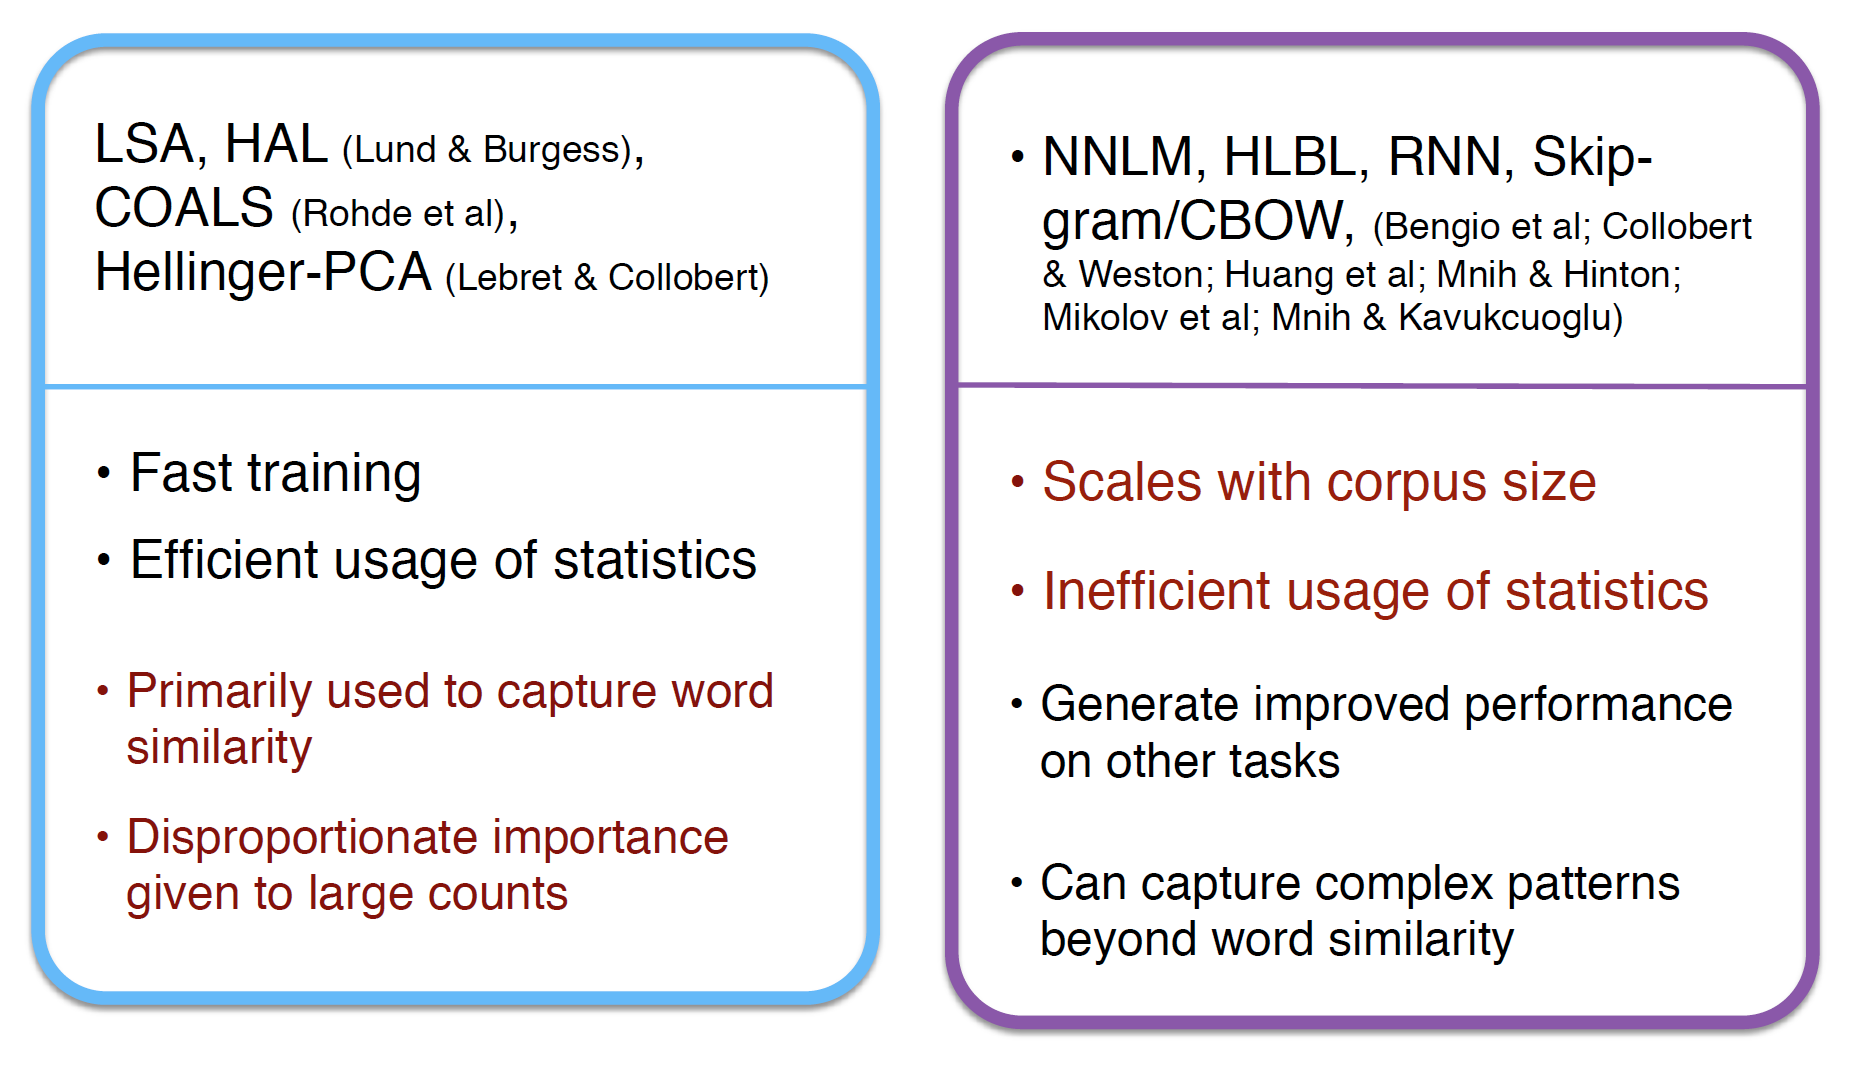 LSA, HAL (Lund & Burgess),
COALS (Rohde et al),
Hellinger-PCA (Lebret & Collobert)
• Fast training
• Efficient usage of statistics
• Primarily used to capture word
similarity
• Disproportionate importance
given to large counts
• NNLM, HLBL, RNN, Skip-
gram/CBOW, (Bengio et al; Collobert
& Weston; Huang et al; Mnih & Hinton;
Mikolov et al; Mnih & Kavukcuoglu)
• Scales with corpus size
• Inefficient usage of statistics
• Generate improved performance
on other tasks
• Can capture complex patterns
beyond word similarity